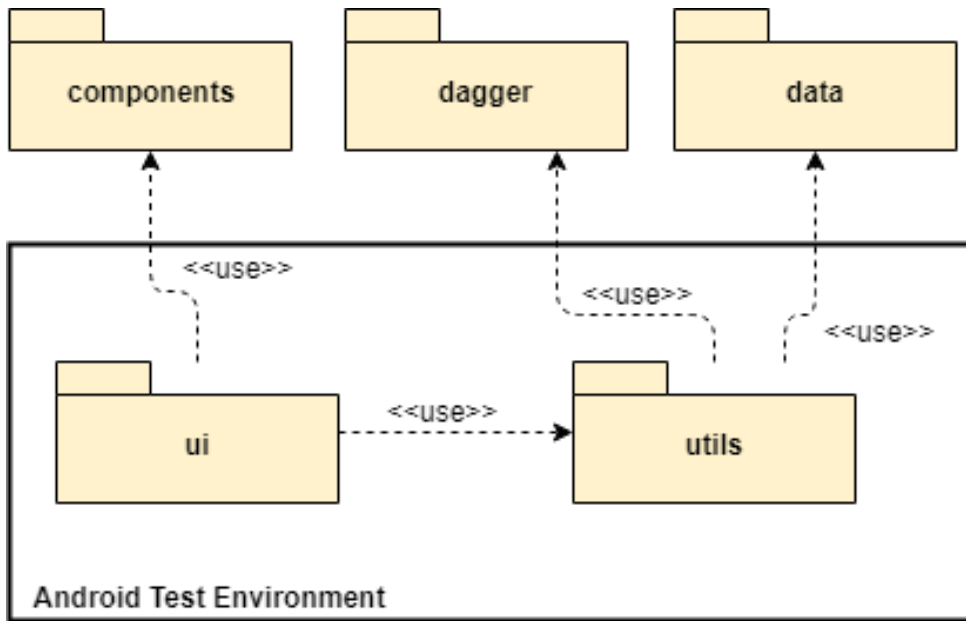 components
dagger
data
<<use>>
<<use>>
<<use>>
<<use>>
ui
utils
Android Test Environment